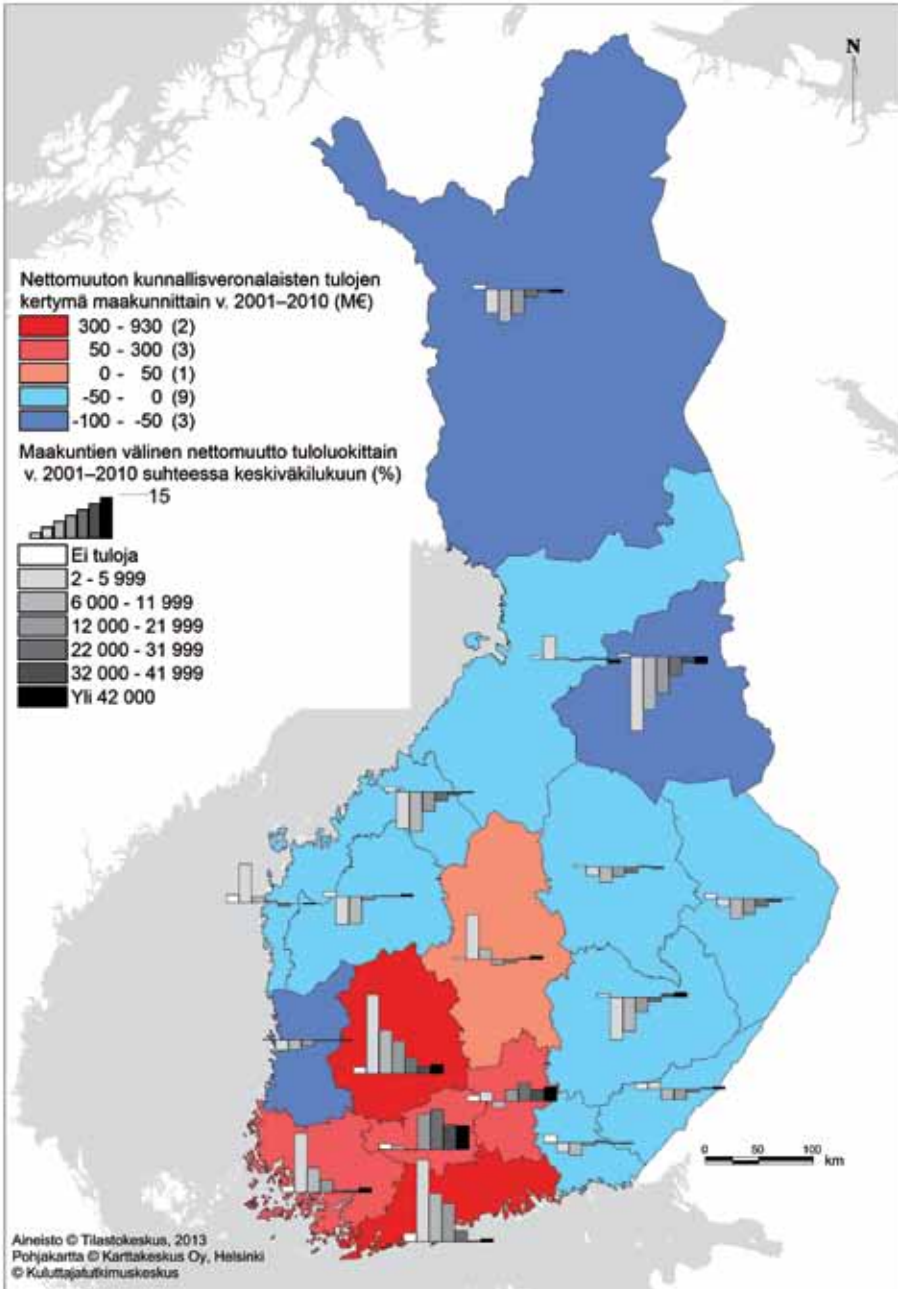 N
Nettomuuton kunnallisveronalaisten tulojen
kertymä maakunnittain v. 2001–2010 (M€)
300 - 930 (2)
50 - 300 (3)
0 - 50 (1)
-50 - 0 (9)
-100 - -50 (3)
Maakuntien välinen nettomuutto tuloluokittain
v. 2001–2010 suhteessa keskiväkilukuun (%)
15
Ei tuloja
2 - 5 999
6 000 - 11 999
12 000 - 21 999
22 000 - 31 999
32 000 - 41 999
Yli 42 000
0 50 100
km
Aineisto © Tilastokeskus, 2013
Pohjakartta © Karttakeskus Oy, Helsinki
© Kuluttajatutkimuskeskus